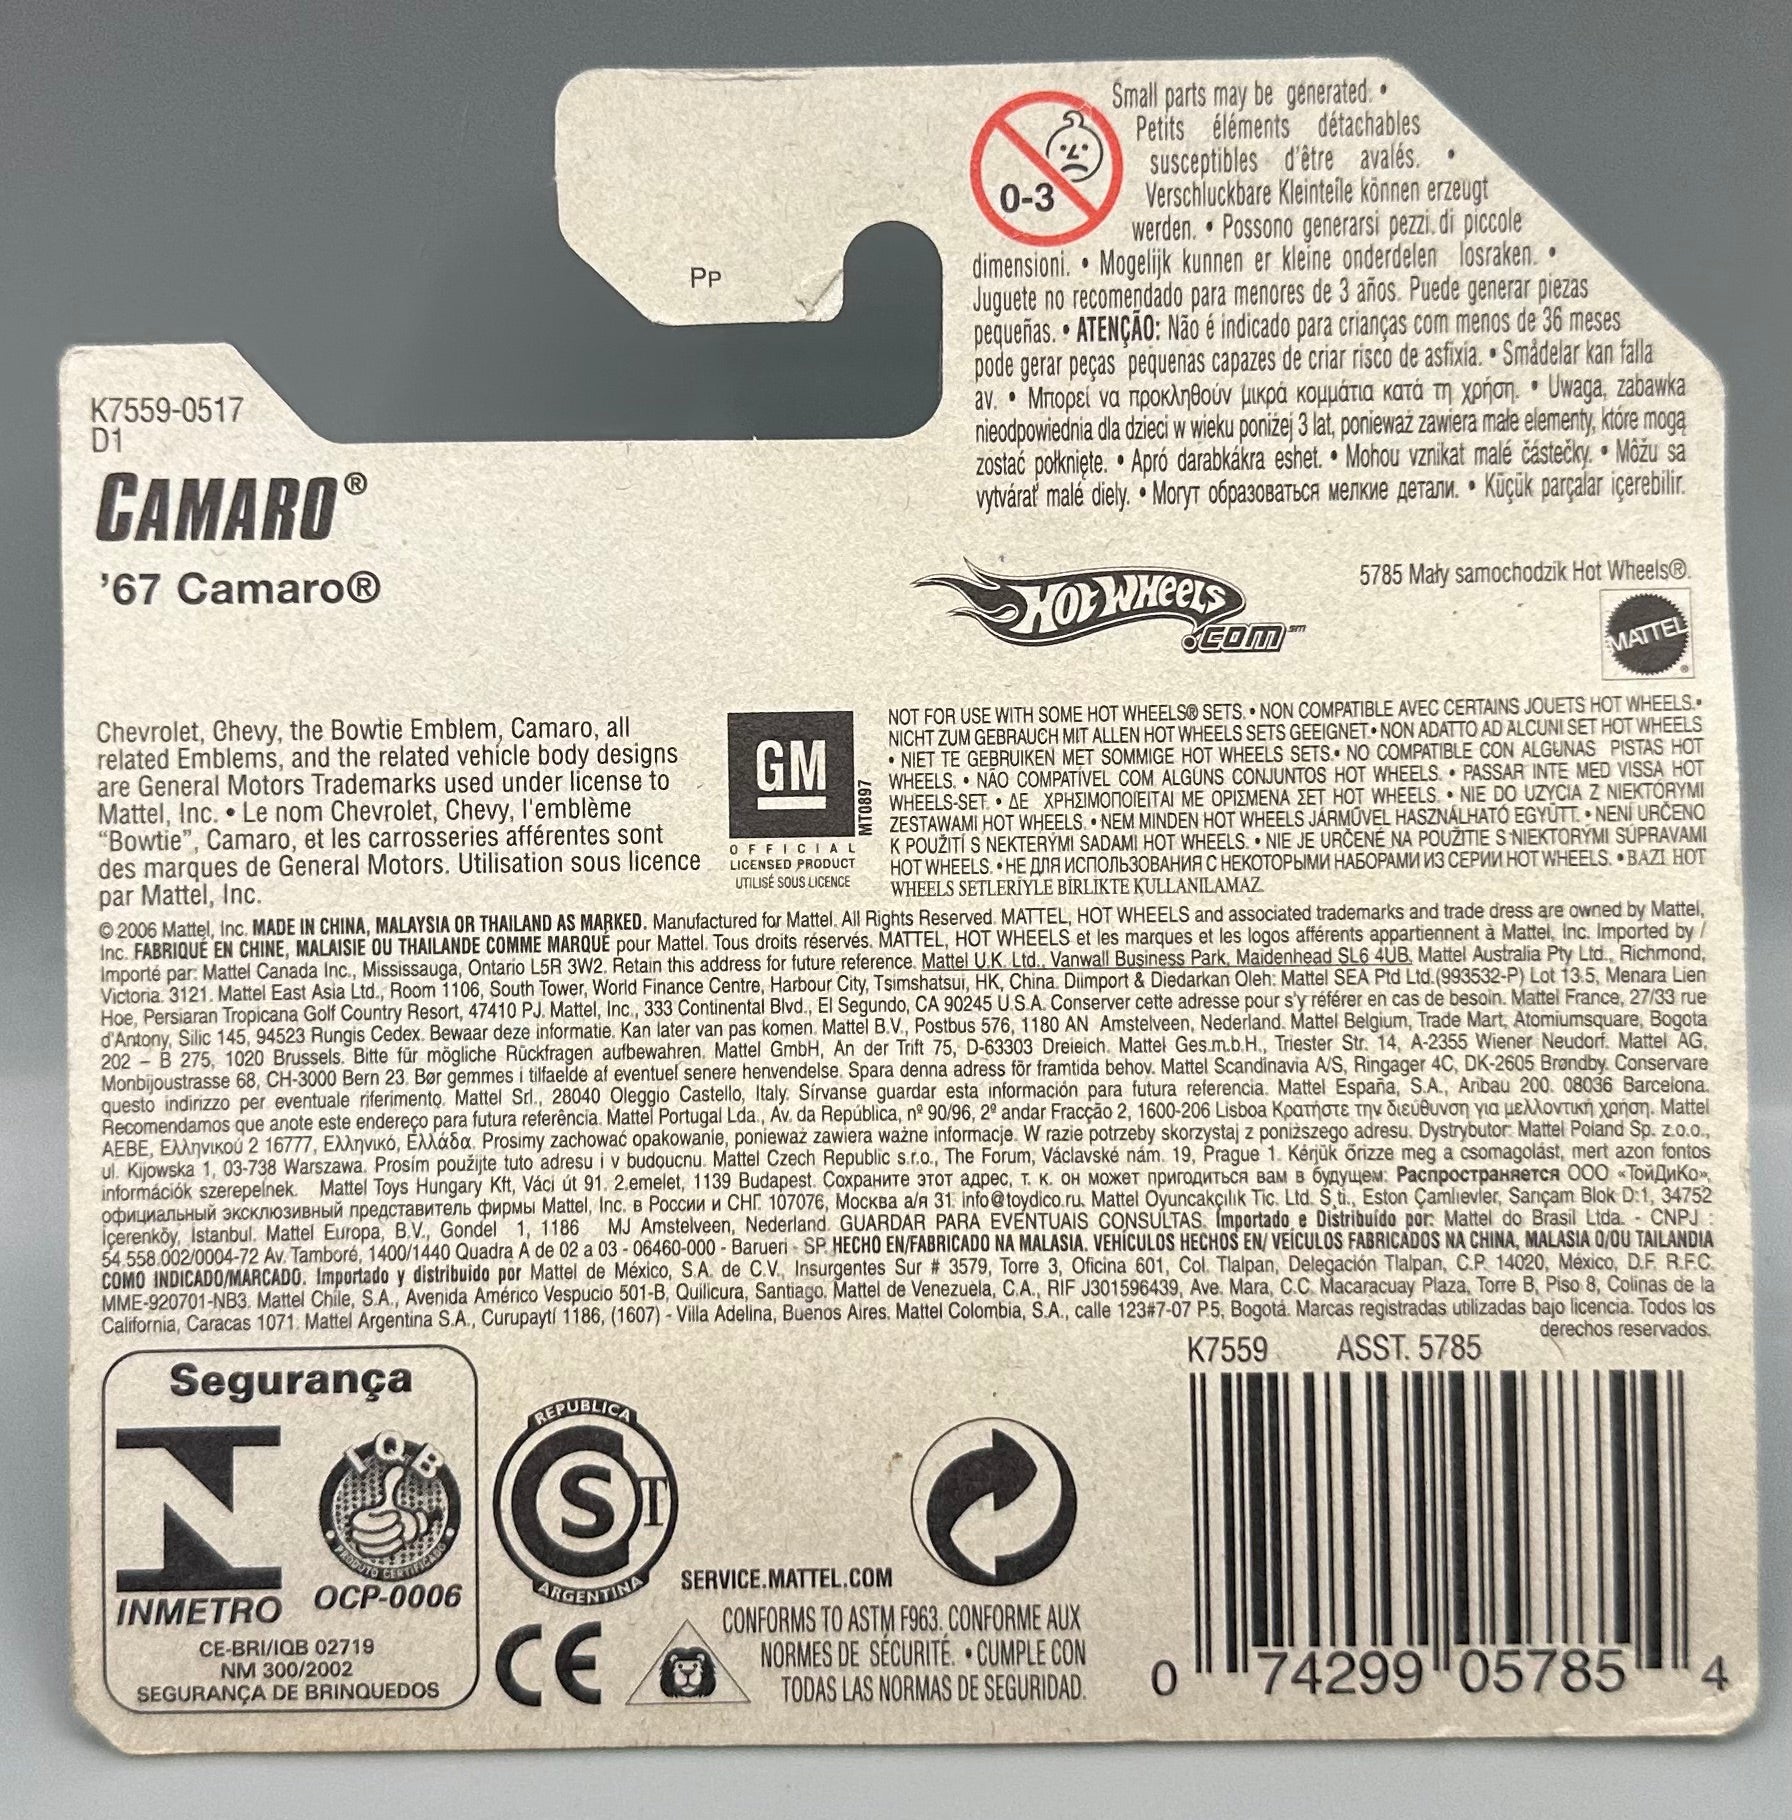 Small parts may be generated. •
Petits éléments détachables
susceptibles d'être avalés. •
0-3
Verschluckbare Kleinteile können erzeugt
werden. • Possono generarsi pezzi di piccole
dimensioni. • Mogelijk kunnen er kleine onderdelen losraken. •
Juguete no recomendado para menores de 3 años. Puede generar piezas
pequeñas. • ATENÇÃO: Não é indicado para crianças com menos de 36 meses
pode gerar peças pequenas capazes de criar risco de asfixia. • Smådelar kan falla
av. • Μπορεί να προκληθούν μικρά κομμάτια κατά τη χρήση. • Uwaga, zabawka
nieodpowiednia dla dzieci w wieku poniżej 3 lat, ponieważ zawiera małe elementy, które mogą
zostać połknięte. • Apró darabkákra eshet. • Mohou vznikat malé částečky. • Môžu sa
vytvárať malé diely. • Могут образоваться мелкие детали. • Küçük parçalar içerebilir.
PP
K7559-0517
D1
CAMARO®
'67 Camaro®
HOT WHEELS
.COM℠
5785 Mały samochodzik Hot Wheels®.
MATTEL®
Chevrolet, Chevy, the Bowtie Emblem, Camaro, all
related Emblems, and the related vehicle body designs
are General Motors Trademarks used under license to
Mattel, Inc. • Le nom Chevrolet, Chevy, l'emblème
“Bowtie”, Camaro, et les carrosseries afférentes sont
des marques de General Motors. Utilisation sous licence
par Mattel, Inc.
GM
MT0897
OFFICIAL
LICENSED PRODUCT
UTILISÉ SOUS LICENCE
NOT FOR USE WITH SOME HOT WHEELS® SETS. • NON COMPATIBLE AVEC CERTAINS JOUETS HOT WHEELS.•
NICHT ZUM GEBRAUCH MIT ALLEN HOT WHEELS SETS GEEIGNET.• NON ADATTO AD ALCUNI SET HOT WHEELS
• NIET TE GEBRUIKEN MET SOMMIGE HOT WHEELS SETS.• NO COMPATIBLE CON ALGUNAS PISTAS HOT
WHEELS. • NÃO COMPATÍVEL COM ALGUNS CONJUNTOS HOT WHEELS. • PASSAR INTE MED VISSA HOT
WHEELS-SET. • ΔΕ ΧΡΗΣΙΜΟΠΟΙΕΙΤΑΙ ΜΕ ΟΡΙΣΜΕΝΑ ΣΕΤ HOT WHEELS. • NIE DO UZYCIA Z NIEKTÓRYMI
ZESTAWAMI HOT WHEELS. • NEM MINDEN HOT WHEELS JÁRMŰVEL HASZNÁLHATÓ EGYÜTT. • NENÍ URČENO
K POUŽITÍ S NEKTERÝMI SADAMI HOT WHEELS. • NIE JE URČENÉ NA POUŽITIE S NIEKTORÝMI SÚPRAVAMI
HOT WHEELS. • НЕ ДЛЯ ИСПОЛЬЗОВАНИЯ С НЕКОТОРЫМИ НАБОРАМИ ИЗ СЕРИИ HOT WHEELS. • BAZI HOT
WHEELS SETLERİYLE BİRLİKTE KULLANILAMAZ.
© 2006 Mattel, Inc. MADE IN CHINA, MALAYSIA OR THAILAND AS MARKED. Manufactured for Mattel. All Rights Reserved. MATTEL, HOT WHEELS and associated trademarks and trade dress are owned by Mattel,
Inc. FABRIQUÉ EN CHINE, MALAISIE OU THAILANDE COMME MARQUÉ pour Mattel. Tous droits réservés. MATTEL, HOT WHEELS et les marques et les logos afférents appartiennent à Mattel, Inc. Imported by /
Importé par: Mattel Canada Inc., Mississauga, Ontario L5R 3W2. Retain this address for future reference. Mattel U.K. Ltd., Vanwall Business Park, Maidenhead SL6 4UB. Mattel Australia Pty Ltd., Richmond,
Victoria. 3121. Mattel East Asia Ltd., Room 1106, South Tower, World Finance Centre, Harbour City, Tsimshatsui, HK, China. Diimport & Diedarkan Oleh: Mattel SEA Ptd Ltd.(993532-P) Lot 13.5, Menara Lien
Hoe, Persiaran Tropicana Golf Country Resort, 47410 PJ. Mattel, Inc., 333 Continental Blvd., El Segundo, CA 90245 U.S.A. Conserver cette adresse pour s'y référer en cas de besoin. Mattel France, 27/33 rue
d'Antony, Silic 145, 94523 Rungis Cedex. Bewaar deze informatie. Kan later van pas komen. Mattel B.V., Postbus 576, 1180 AN Amstelveen, Nederland. Mattel Belgium, Trade Mart, Atomiumsquare, Bogota
202 – B 275, 1020 Brussels. Bitte für mögliche Rückfragen aufbewahren. Mattel GmbH, An der Trift 75, D-63303 Dreieich. Mattel Ges.m.b.H., Triester Str. 14, A-2355 Wiener Neudorf. Mattel AG,
Monbijoustrasse 68, CH-3000 Bern 23. Bør gemmes i tilfaelde af eventuel senere henvendelse. Spara denna adress för framtida behov. Mattel Scandinavia A/S, Ringager 4C, DK-2605 Brøndby. Conservare
questo indirizzo per eventuale riferimento. Mattel Srl., 28040 Oleggio Castello, Italy. Sírvanse guardar esta información para futura referencia. Mattel España, S.A., Aribau 200. 08036 Barcelona.
Recomendamos que anote este endereço para futura referência. Mattel Portugal Lda., Av. da República, nº 90/96, 2º andar Fracção 2, 1600-206 Lisboa Κρατήστε την διεύθυνση για μελλοντική χρήση. Mattel
AEBE, Ελληνικού 2 16777, Ελληνικό, Ελλάδα. Prosimy zachować opakowanie, ponieważ zawiera ważne informacje. W razie potrzeby skorzystaj z poniższego adresu. Dystrybutor: Mattel Poland Sp. z.o.o.,
ul. Kijowska 1, 03-738 Warszawa. Prosím použijte tuto adresu i v budoucnu. Mattel Czech Republic s.r.o., The Forum, Václavské nám. 19, Prague 1. Kérjük őrizze meg a csomagolást, mert azon fontos
információk szerepelnek. Mattel Toys Hungary Kft, Váci út 91. 2.emelet, 1139 Budapest. Сохраните этот адрес, т. к. он может пригодиться вам в будущем: Распространяется ООО «ТойДиКо»,
официальный эксклюзивный представитель фирмы Mattel, Inc. в России и СНГ. 107076, Москва а/я 31. info@toydico.ru. Mattel Oyuncakçılık Tic. Ltd. Ş.ti., Eston Çamlıevler, Sarıçam Blok D:1, 34752
İçerenköy, İstanbul. Mattel Europa, B.V., Gondel 1, 1186 MJ Amstelveen, Nederland. GUARDAR PARA EVENTUAIS CONSULTAS. Importado e Distribuído por: Mattel do Brasil Ltda. - CNPJ :
54.558.002/0004-72 Av. Tamboré, 1400/1440 Quadra A de 02 a 03 - 06460-000 - Barueri - SP. HECHO EN/FABRICADO NA MALASIA. VEHÍCULOS HECHOS EN/ VEÍCULOS FABRICADOS NA CHINA, MALASIA O/OU TAILANDIA
COMO INDICADO/MARCADO. Importado y distribuido por Mattel de México, S.A. de C.V., Insurgentes Sur # 3579, Torre 3, Oficina 601, Col. Tlalpan, Delegación Tlalpan, C.P. 14020, México, D.F. R.F.C.
MME-920701-NB3. Mattel Chile, S.A., Avenida Américo Vespucio 501-B, Quilicura, Santiago. Mattel de Venezuela, C.A., RIF J301596439, Ave. Mara, C.C. Macaracuay Plaza, Torre B, Piso 8, Colinas de la
California, Caracas 1071. Mattel Argentina S.A., Curupaytí 1186, (1607) - Villa Adelina, Buenos Aires. Mattel Colombia, S.A., calle 123#7-07 P.5, Bogotá. Marcas registradas utilizadas bajo licencia. Todos los
derechos reservados.
K7559 ASST. 5785
Segurança
IQB
PRODUTO CERTIFICADO
INMETRO
OCP-0006
CE-BRI/IQB 02719
NM 300/2002
SEGURANÇA DE BRINQUEDOS
REPUBLICA
S T
ARGENTINA
CE
SERVICE.MATTEL.COM
CONFORMS TO ASTM F963. CONFORME AUX
NORMES DE SÉCURITÉ. • CUMPLE CON
TODAS LAS NORMAS DE SEGURIDAD.
0 74299 05785 4